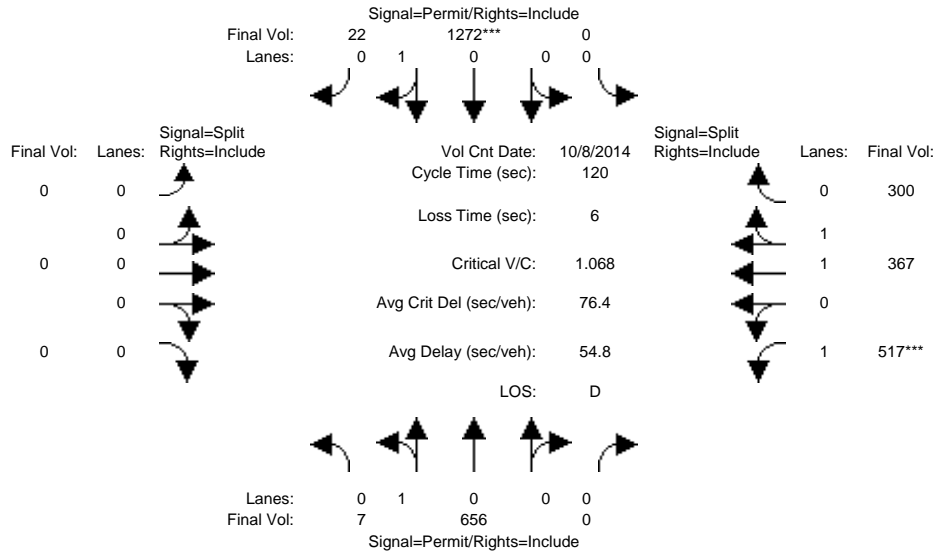 Signal=Permit/Rights=Include
Final Vol: 22 1272*** 0
Lanes: 0 1 0 0 0
Signal=Split
Final Vol: Lanes: Rights=Include
Vol Cnt Date: 10/8/2014
Signal=Split
Rights=Include Lanes: Final Vol:
Cycle Time (sec): 120
0 0
0 300
Loss Time (sec): 6
0
1
0 0
Critical V/C: 1.068
1 367
0
Avg Crit Del (sec/veh): 76.4
0
0 0
Avg Delay (sec/veh): 54.8
1 517***
LOS: D
Lanes: 0 1 0 0 0
Final Vol: 7 656 0
Signal=Permit/Rights=Include